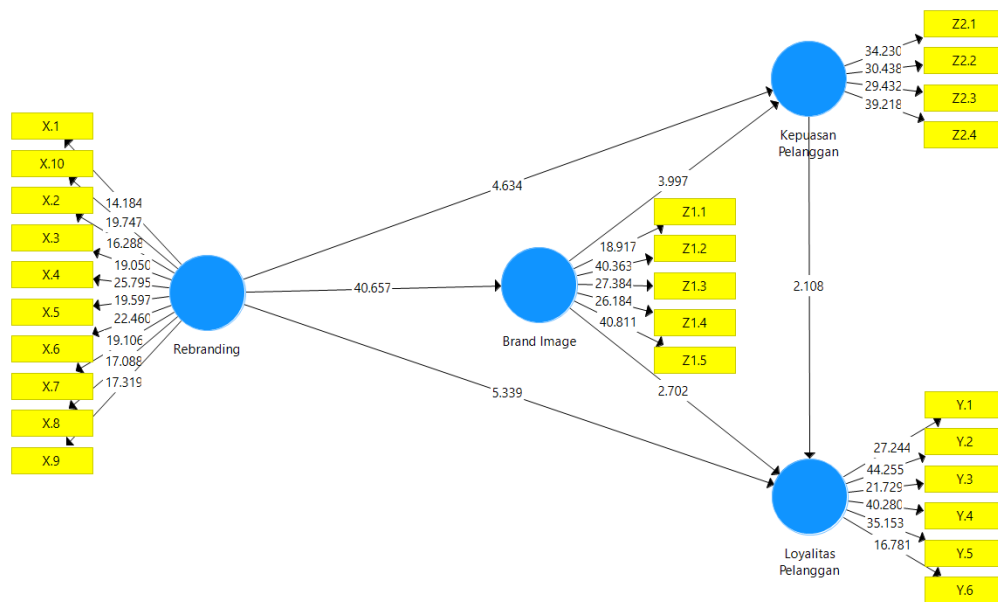 X.1
X.10
X.2
X.3
X.4
X.5
X.6
X.7
X.8
X.9
14.184
19.747
16.288
19.050
25.795
19.597
22.460
19.106
17.088
17.319
Rebranding
4.634
40.657
5.339
Brand Image
3.997
18.917
40.363
27.384
26.184
40.811
2.702
Z1.1
Z1.2
Z1.3
Z1.4
Z1.5
Kepuasan
Pelanggan
34.230
30.438
29.432
39.218
Z2.1
Z2.2
Z2.3
Z2.4
2.108
Loyalitas
Pelanggan
27.244
44.255
21.729
40.280
35.153
16.781
Y.1
Y.2
Y.3
Y.4
Y.5
Y.6